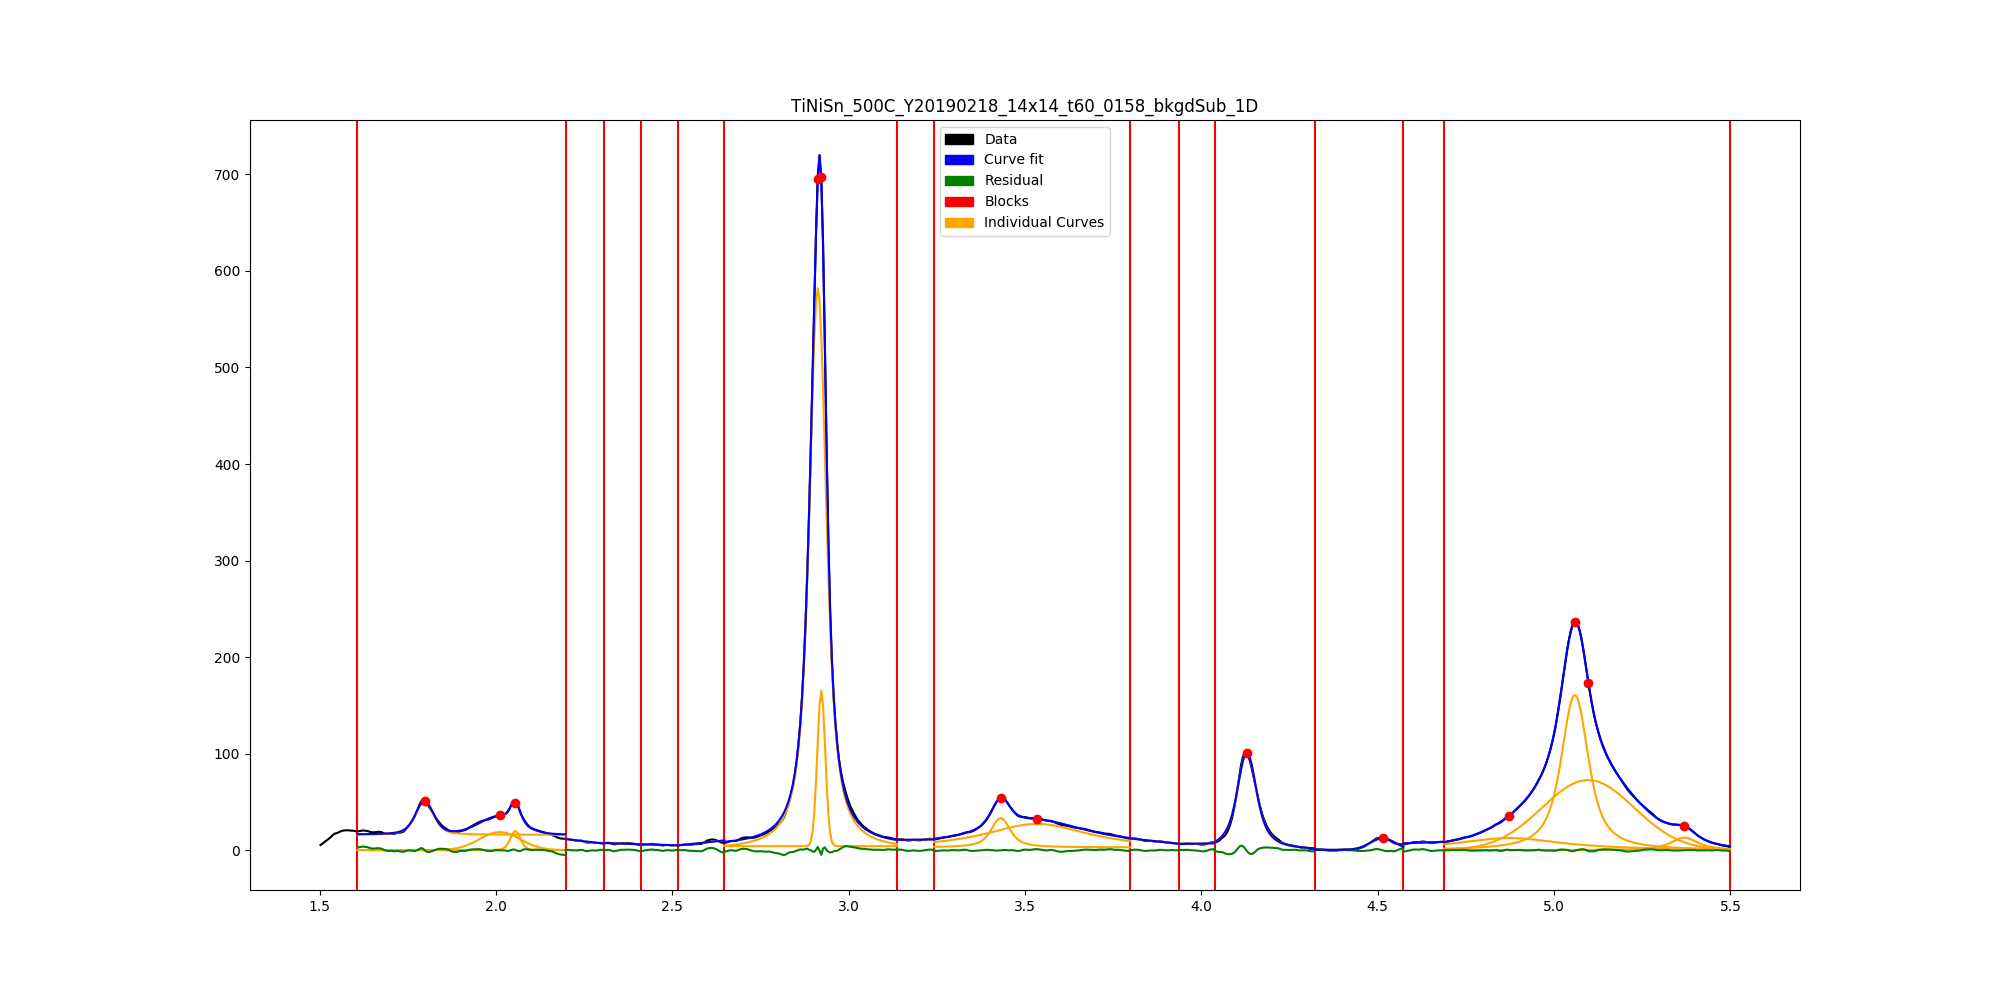 TiNiSn_500C_Y20190218_14x14_t60_0158_bkgdSub_1D
Data
Curve fit
Residual
Blocks
Individual Curves
700
600
500
400
300
200
100
0
1.5 2.0 2.5 3.0 3.5 4.0 4.5 5.0 5.5